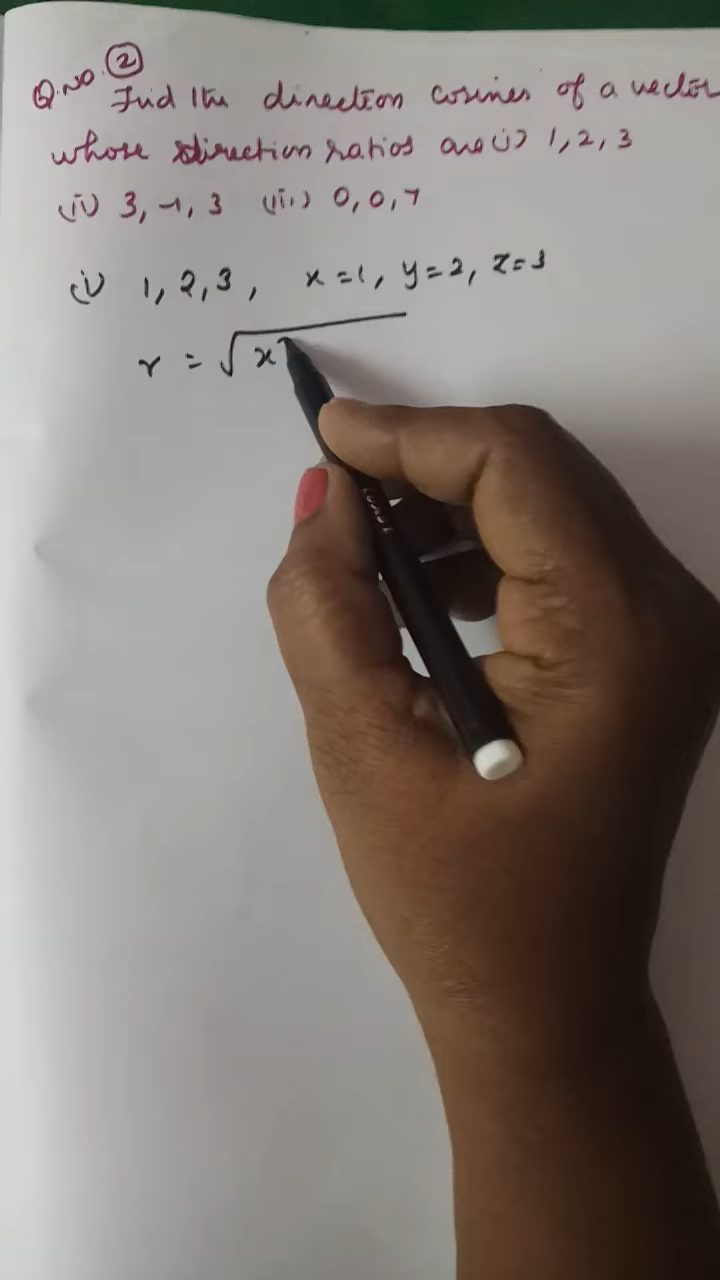 Q.NO. 2
Find the direction cosines of a vector
whose direction ratios are (i) 1, 2, 3
(ii) 3, -1, 3 (iii) 0, 0, 7
(i) 1, 2, 3, x = 1, y = 2, z = 3
r = √x